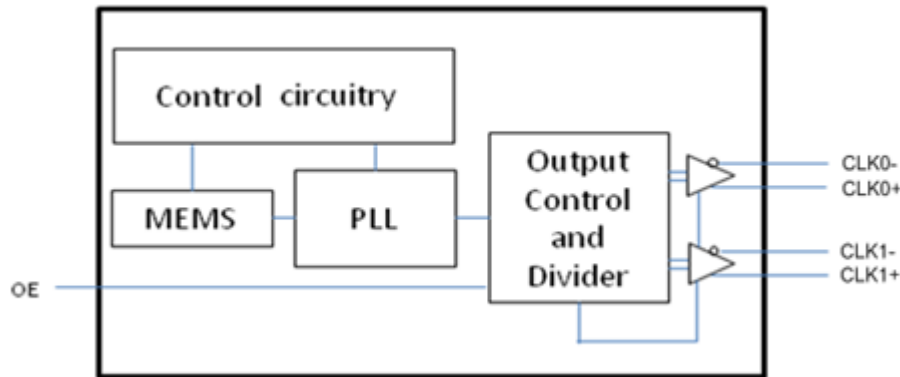 Control circuitry
MEMS
PLL
Output
Control
and
Divider
OE
CLK0-
CLK0+
CLK1-
CLK1+